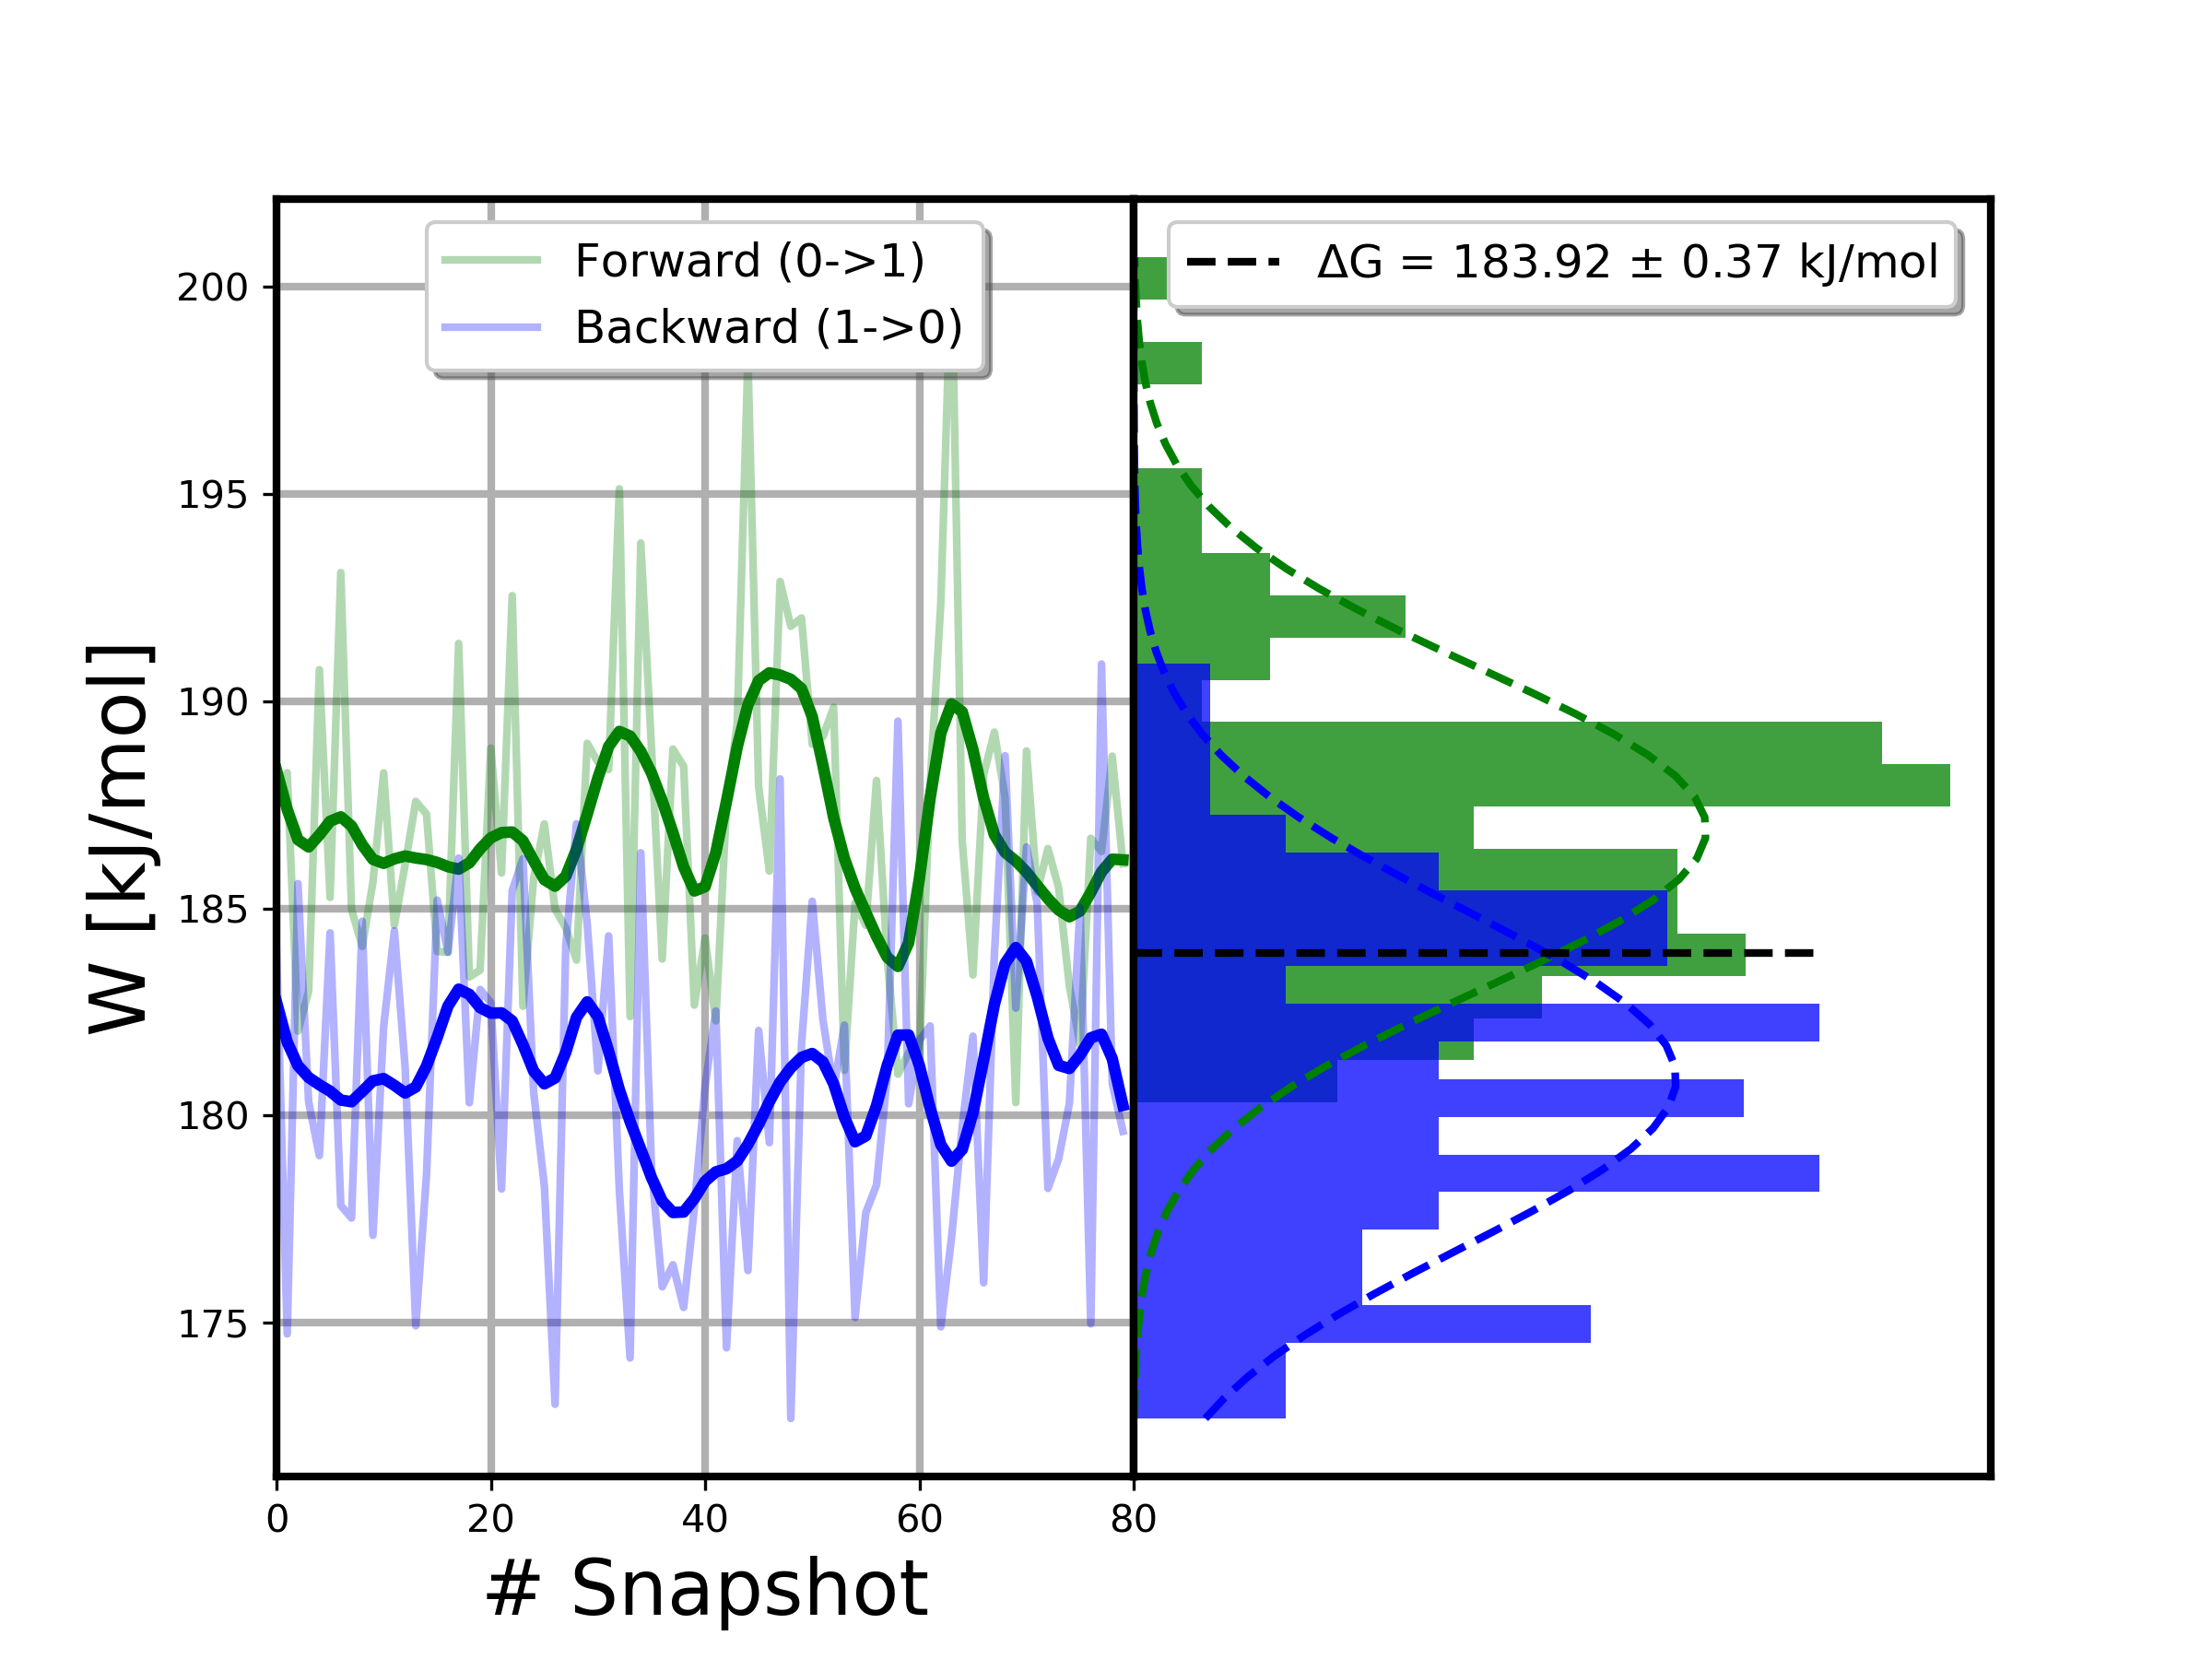 Forward (0->1)
Backward (1->0)
ΔG = 183.92 ± 0.37 kJ/mol
W [kJ/mol]
200
195
190
185
180
175
0 20 40 60 80
# Snapshot